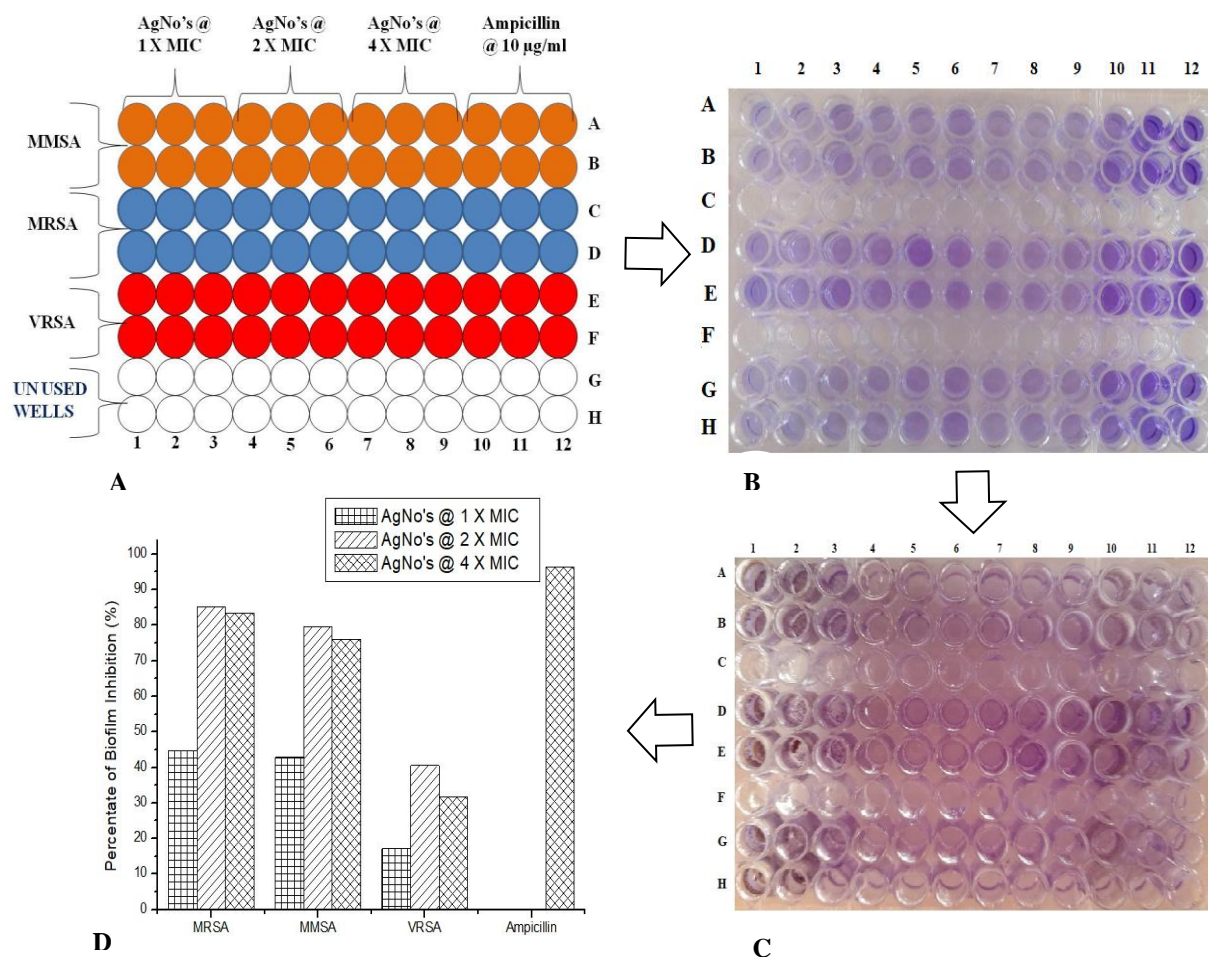 AgNo's @
1 X MIC
AgNo's @
2 X MIC
AgNo's @
4 X MIC
Ampicillin
@ 10 µg/ml
MMSA
MRSA
VRSA
UN USED
WELLS
A
B
C
D
E
F
G
H
1 2 3 4 5 6 7 8 9 10 11 12
A
1 2 3 4 5 6 7 8 9 10 11 12
A
B
C
D
E
F
G
H
B
1 2 3 4 5 6 7 8 9 10 11 12
A
B
C
D
E
F
G
H
C
AgNo's @ 1 X MIC
AgNo's @ 2 X MIC
AgNo's @ 4 X MIC
Percentate of Biofilm Inhibition (%)
100
90
80
70
60
50
40
30
20
10
0
MRSA MMSA VRSA Ampicillin
D